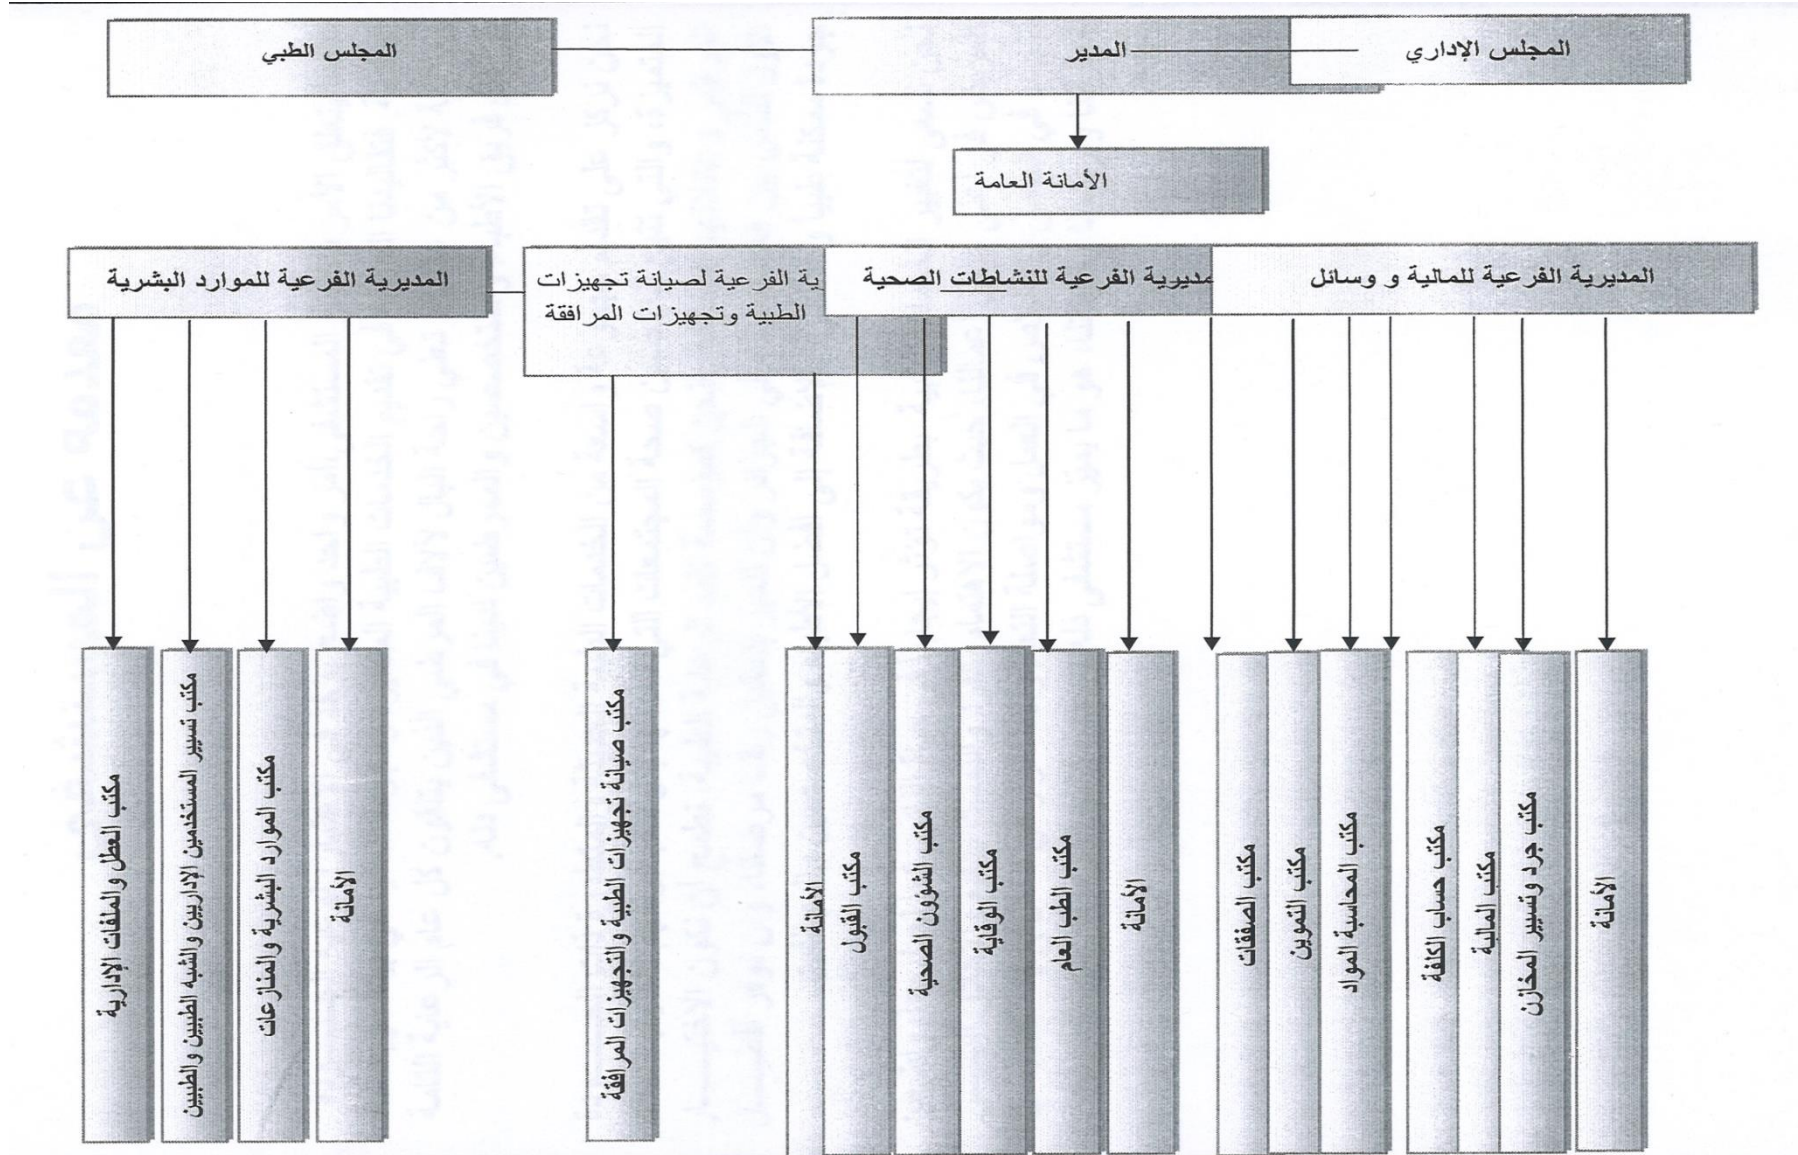 المجلس الإداري
المدير
المجلس الطبي
الأمانة العامة
المديرية الفرعية للمالية و وسائل
مديرية الفرعية للنشاطات الصحية
ية الفرعية لصيانة تجهيزات
الطبية وتجهيزات المرافقة
المديرية الفرعية للموارد البشرية
الأمانة
مكتب جرد وتسيير المخازن
مكتب المالية
مكتب حساب الكلفة
مكتب المحاسبة المواد
مكتب التموين
مكتب الصفقات
الأمانة
مكتب الطب العام
مكتب الوقاية
مكتب الشؤون الصحية
مكتب القبول
الأمانة
مكتب صيانة تجهيزات الطبية والتجهيزات المرافقة
الأمانة
مكتب الموارد البشرية والمنازعات
مكتب تسيير المستخدمين الإداريين والشبه الطبيين والطبيين
مكتب العطل والملفات الإدارية